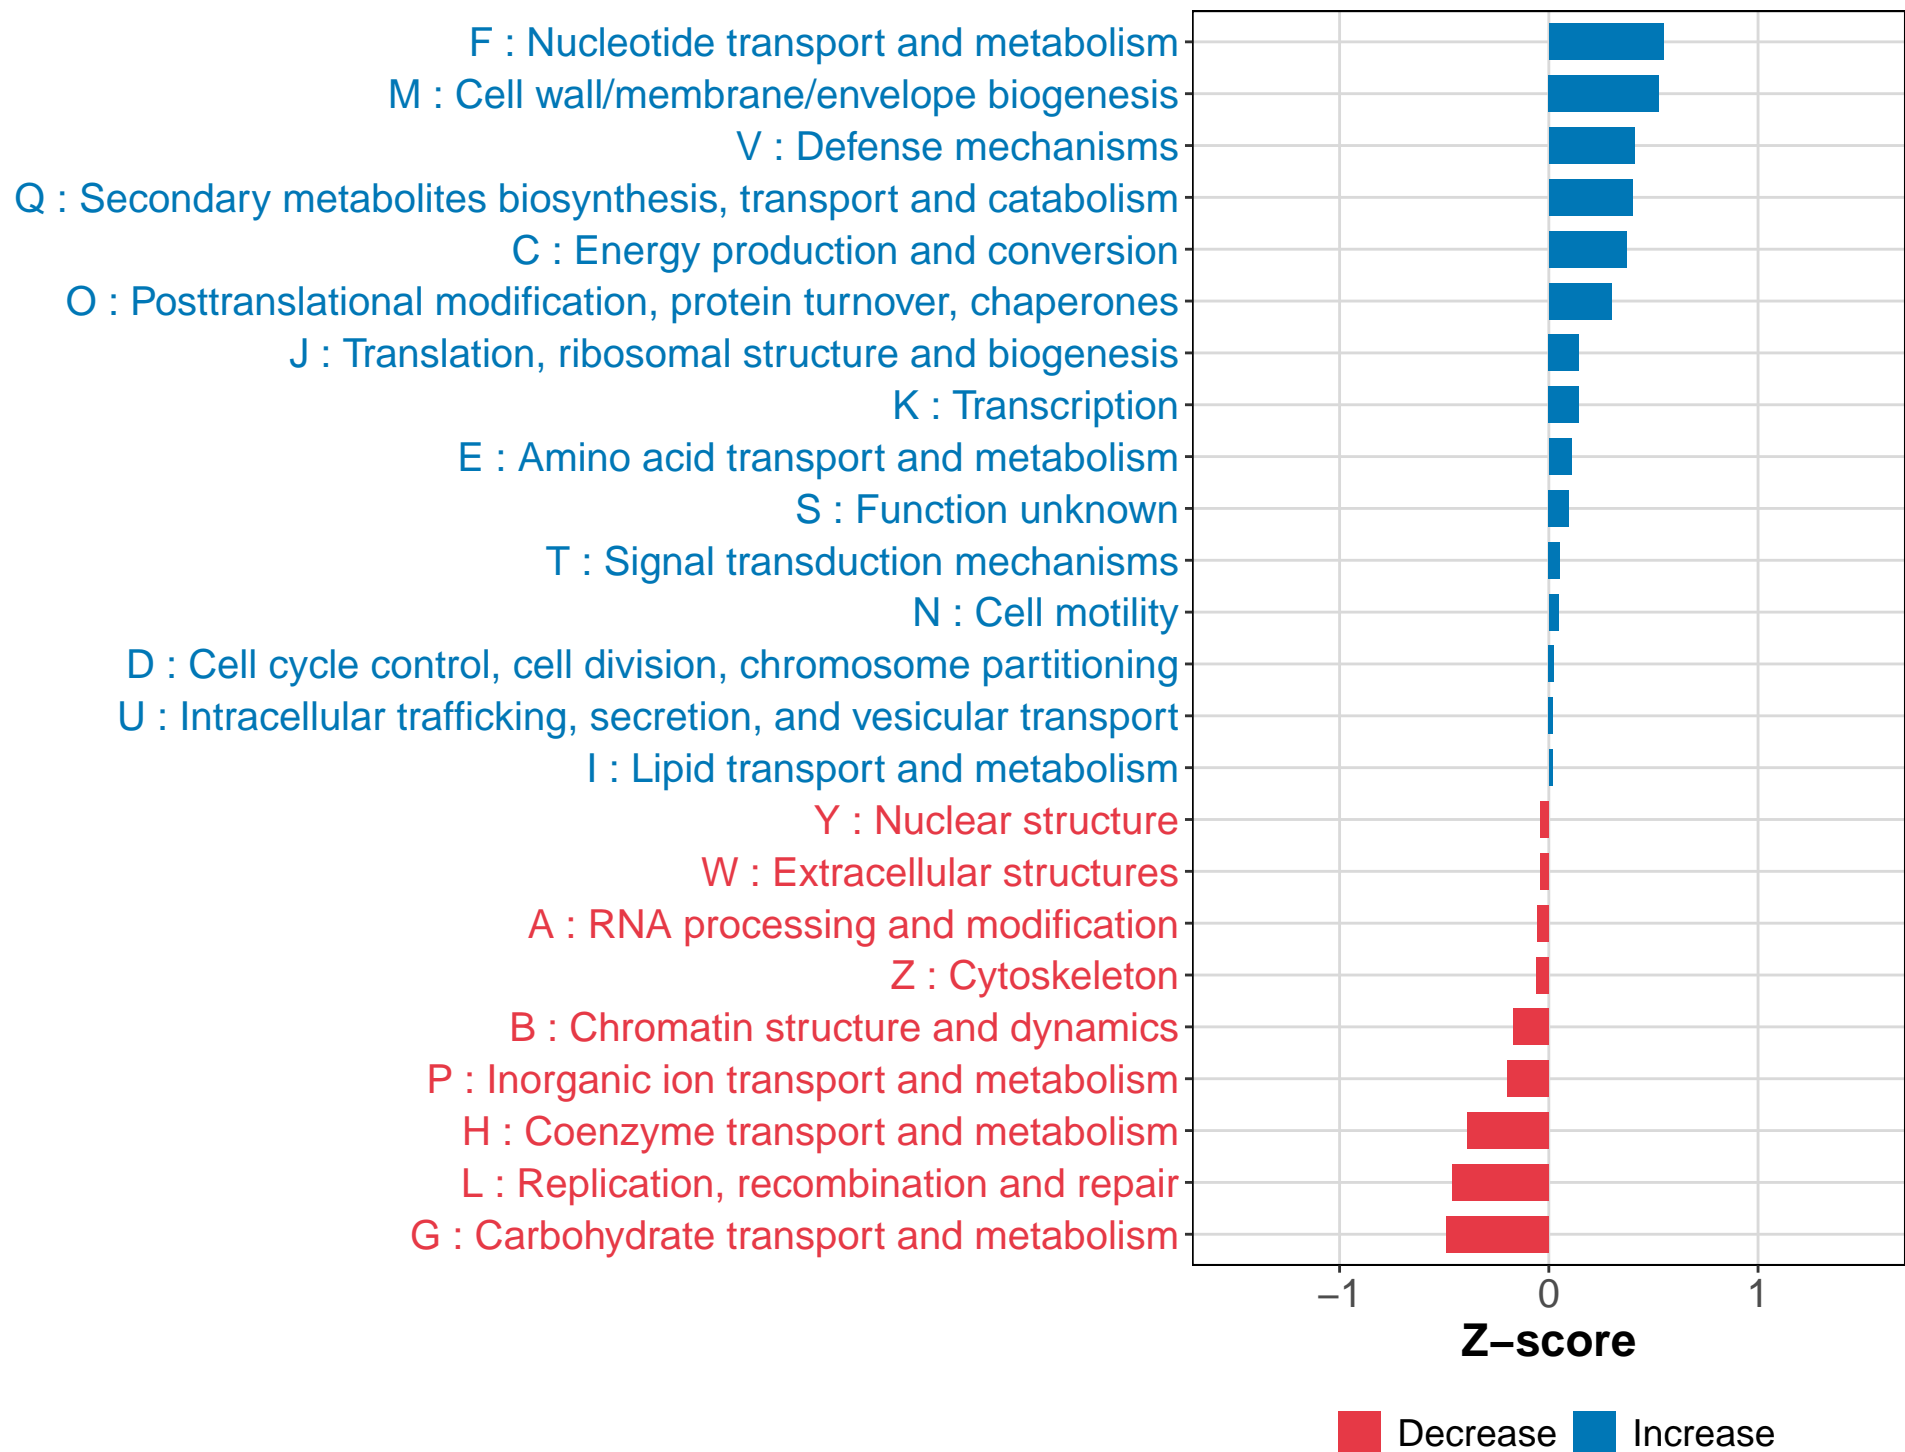 F : Nucleotide transport and metabolism
M : Cell wall/membrane/envelope biogenesis
V : Defense mechanisms
Q : Secondary metabolites biosynthesis, transport and catabolism
C : Energy production and conversion
O : Posttranslational modification, protein turnover, chaperones
J : Translation, ribosomal structure and biogenesis
K : Transcription
E : Amino acid transport and metabolism
S : Function unknown
T : Signal transduction mechanisms
N : Cell motility
D : Cell cycle control, cell division, chromosome partitioning
U : Intracellular trafficking, secretion, and vesicular transport
I : Lipid transport and metabolism
Y : Nuclear structure
W : Extracellular structures
A : RNA processing and modification
Z : Cytoskeleton
B : Chromatin structure and dynamics
P : Inorganic ion transport and metabolism
H : Coenzyme transport and metabolism
L : Replication, recombination and repair
G : Carbohydrate transport and metabolism
−1 0 1
Z−score
Decrease Increase